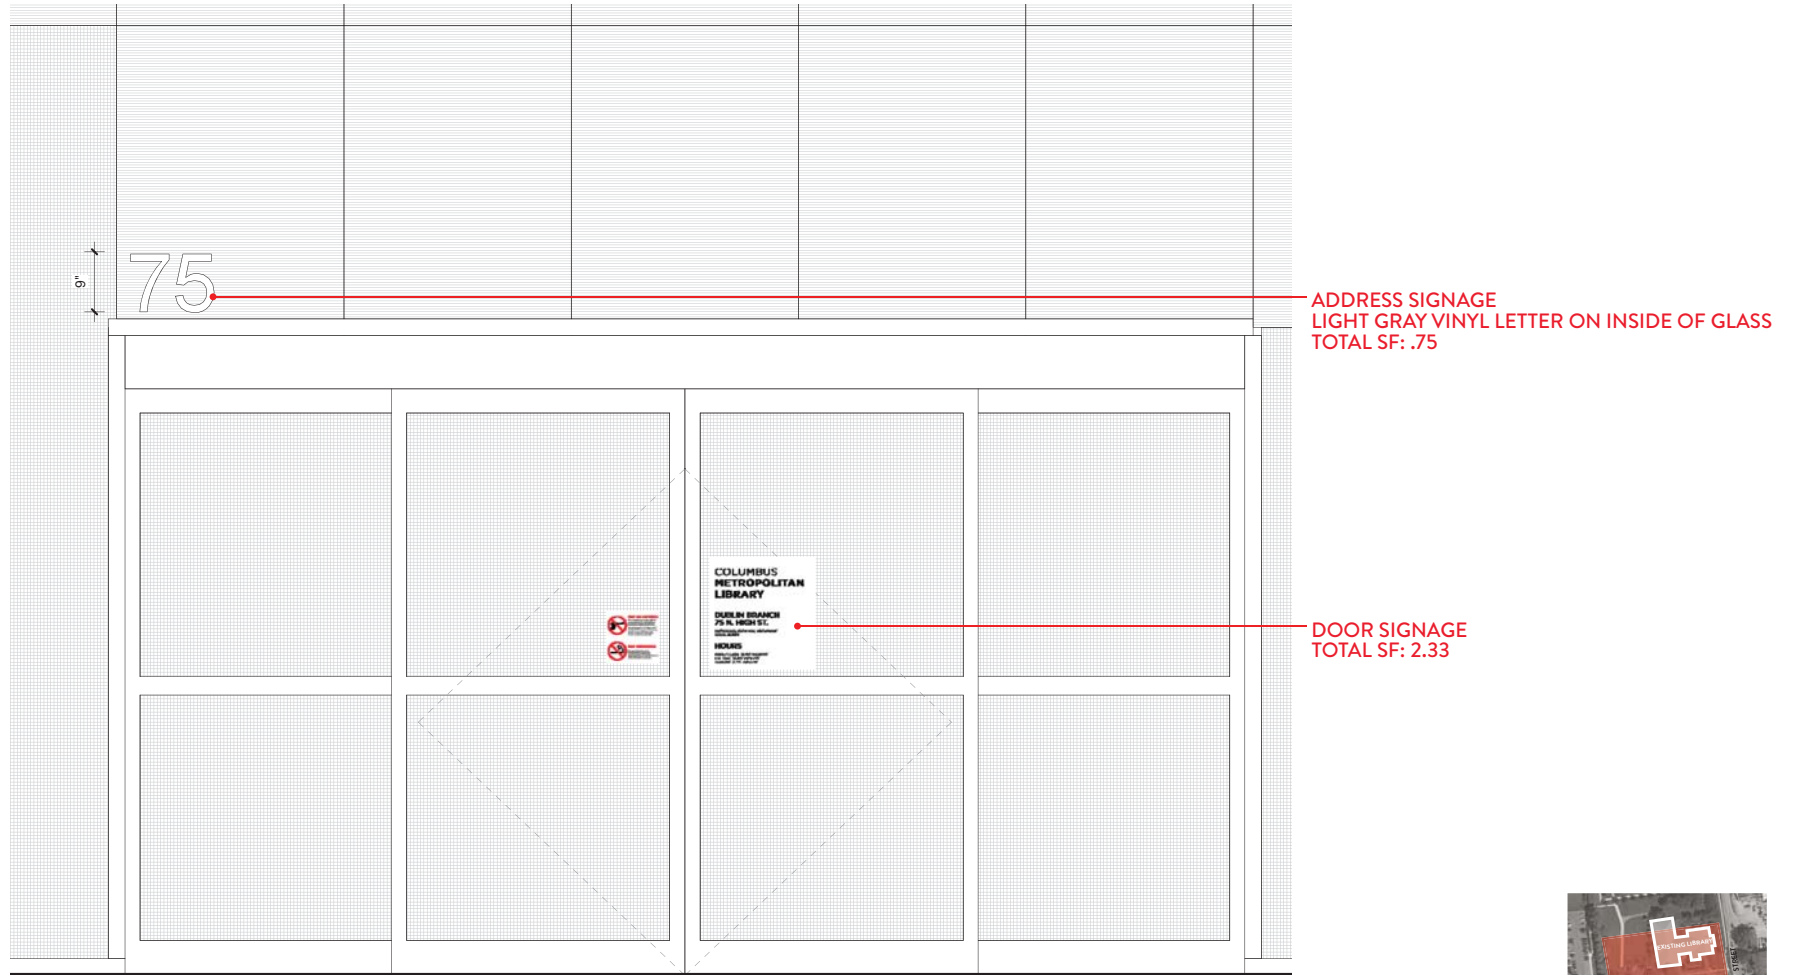 75
9"
ADDRESS SIGNAGE
LIGHT GRAY VINYL LETTER ON INSIDE OF GLASS
TOTAL SF: .75
COLUMBUS
METROPOLITAN
LIBRARY
DUBLIN BRANCH
75 N. HIGH ST.
HOURS
DOOR SIGNAGE
TOTAL SF: 2.33
EXISTING LIBRARY
STREET